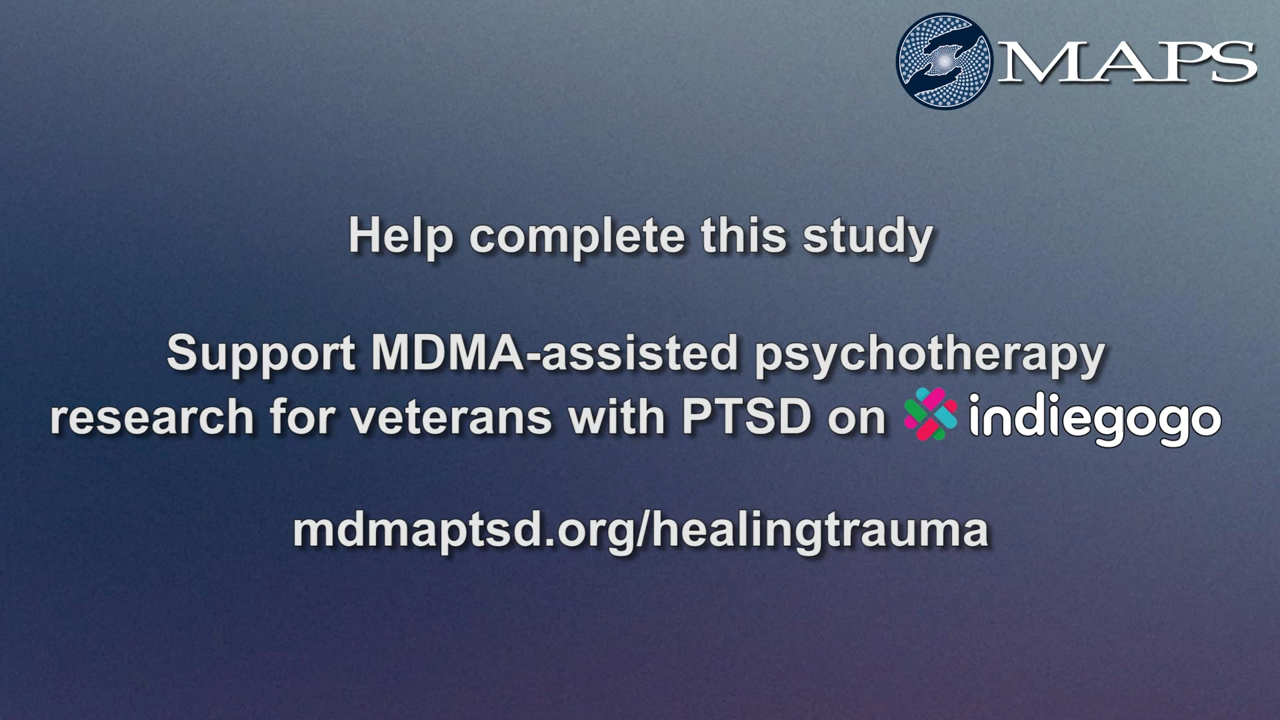 MAPS
Help complete this study
Support MDMA-assisted psychotherapy
research for veterans with PTSD on indiegogo
mdmaptsd.org/healingtrauma